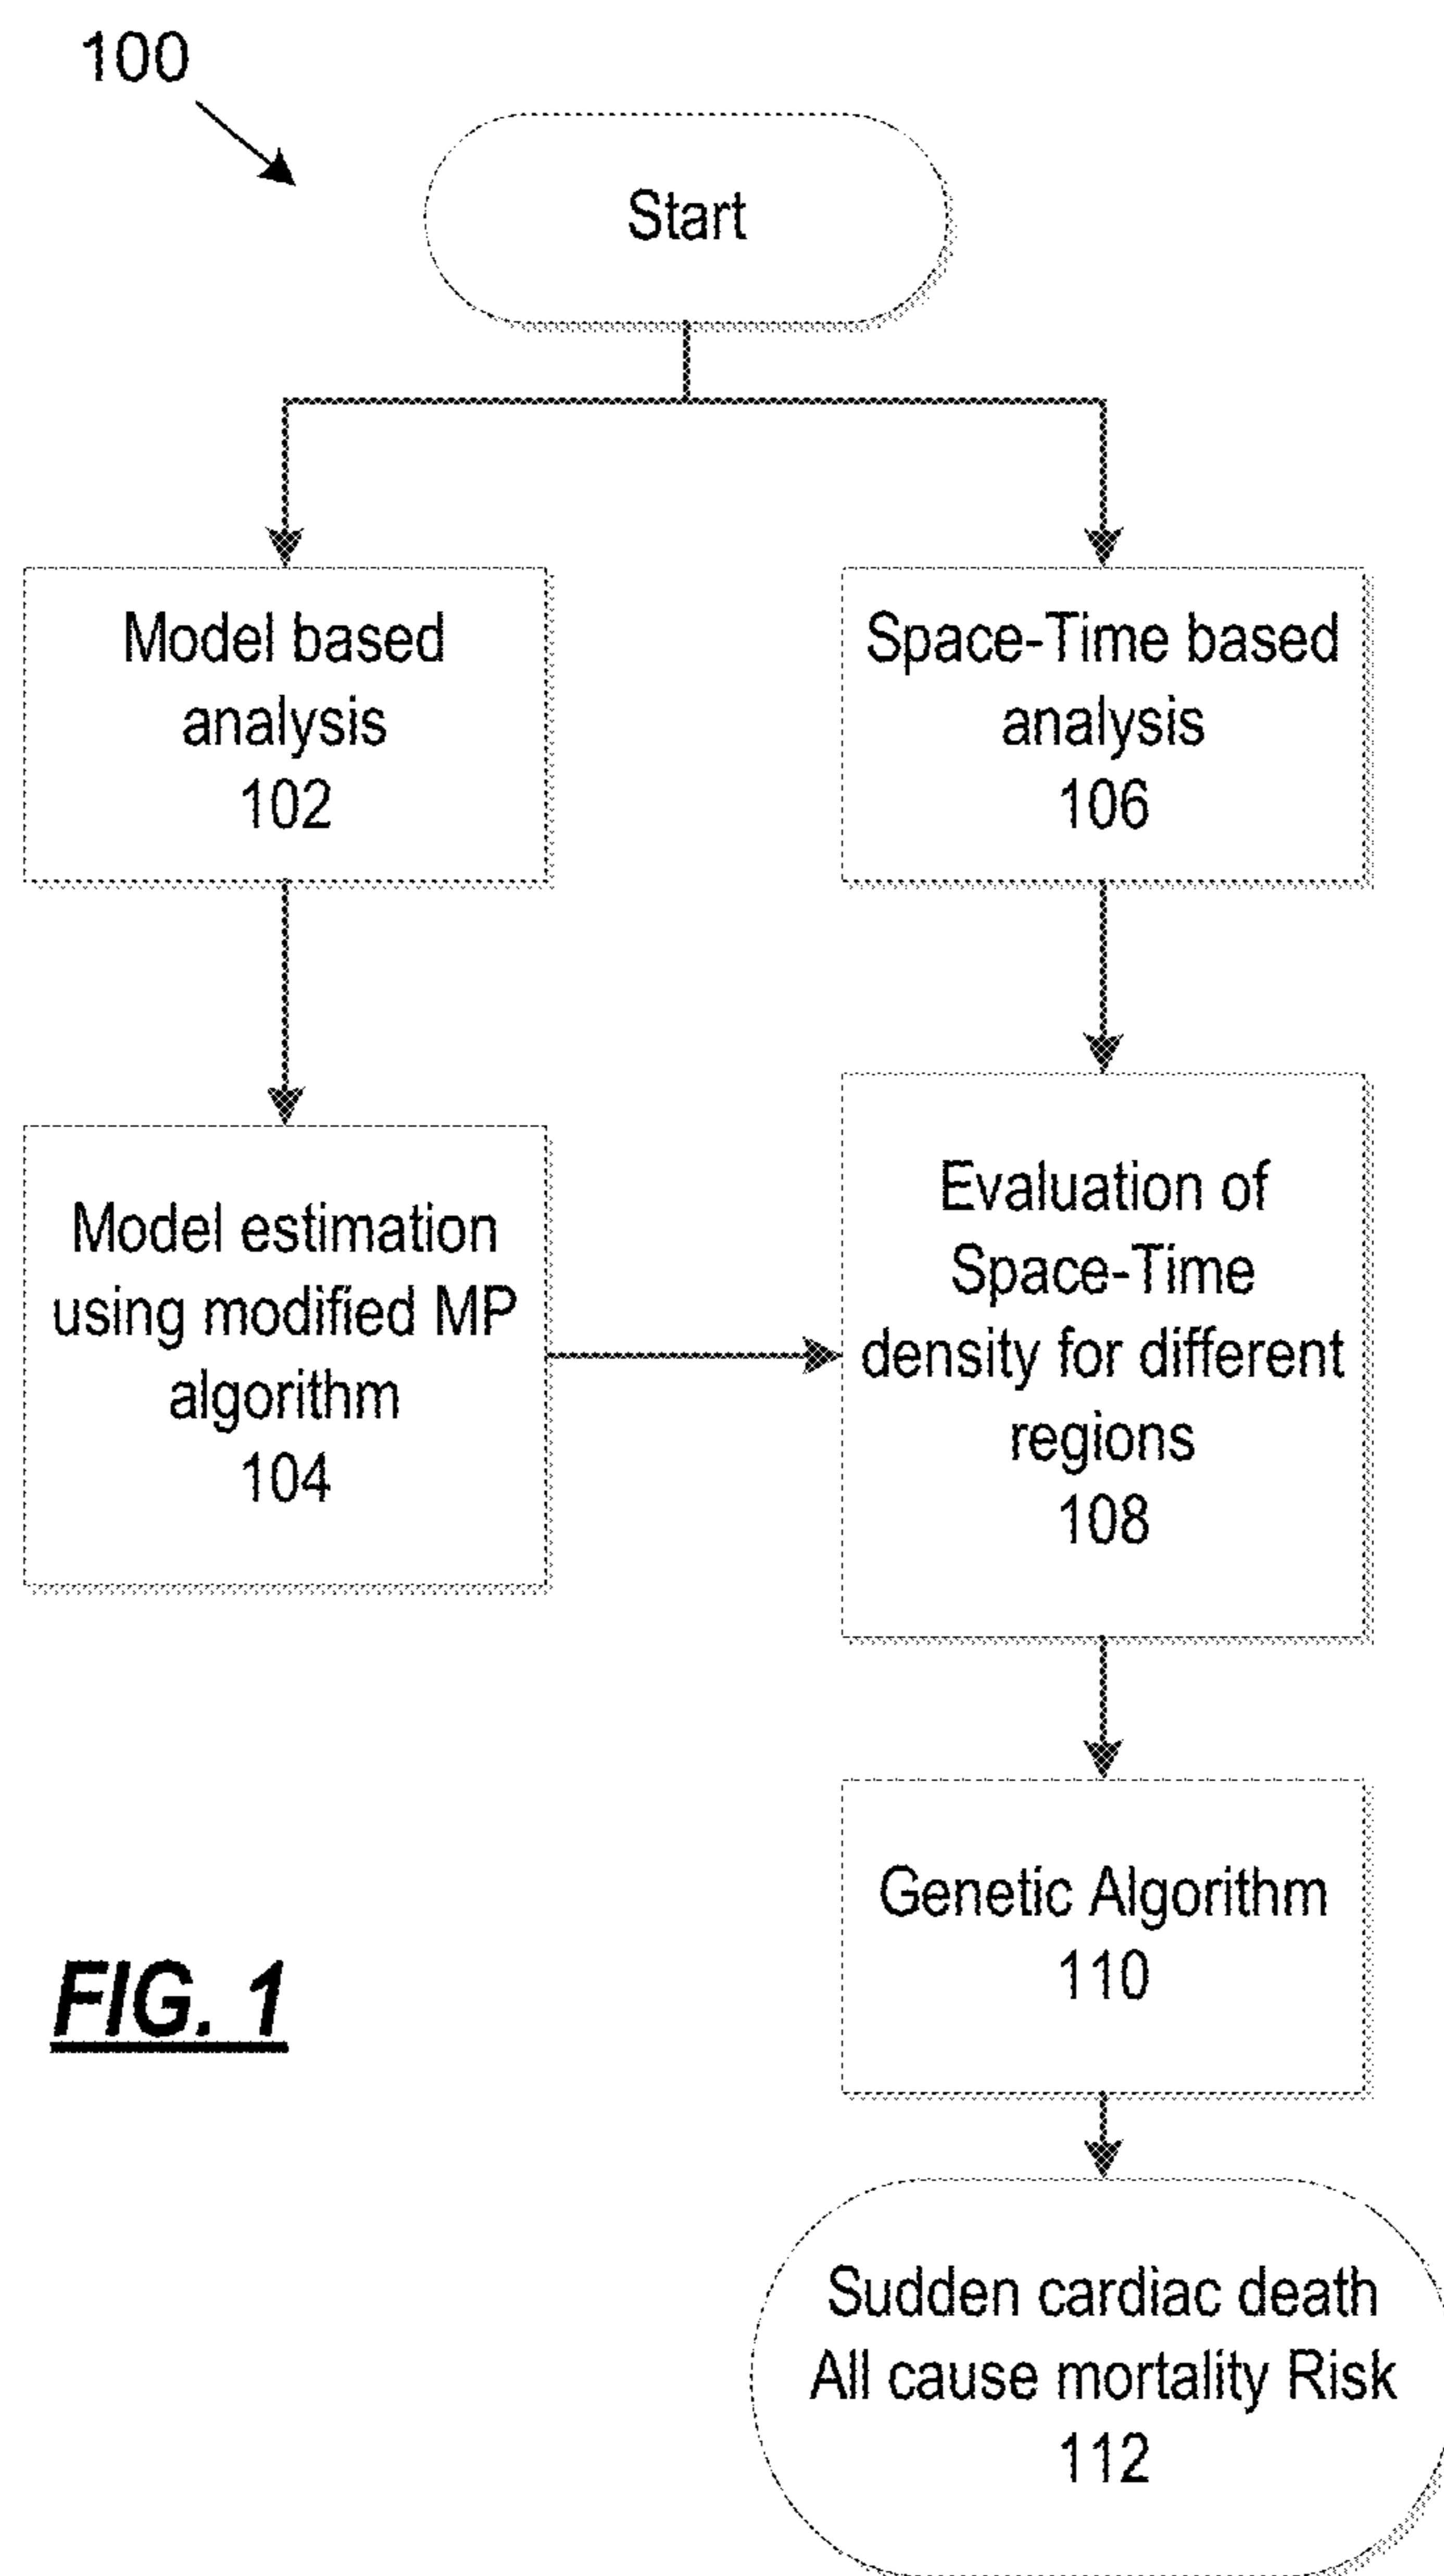 100
Start
Model based
analysis
102
Space-Time based
analysis
106
Model estimation
using modified MP
algorithm
104
Evaluation of
Space-Time
density for different
regions
108
Genetic Algorithm
110
FIG. 1
Sudden cardiac death
All cause mortality Risk
112